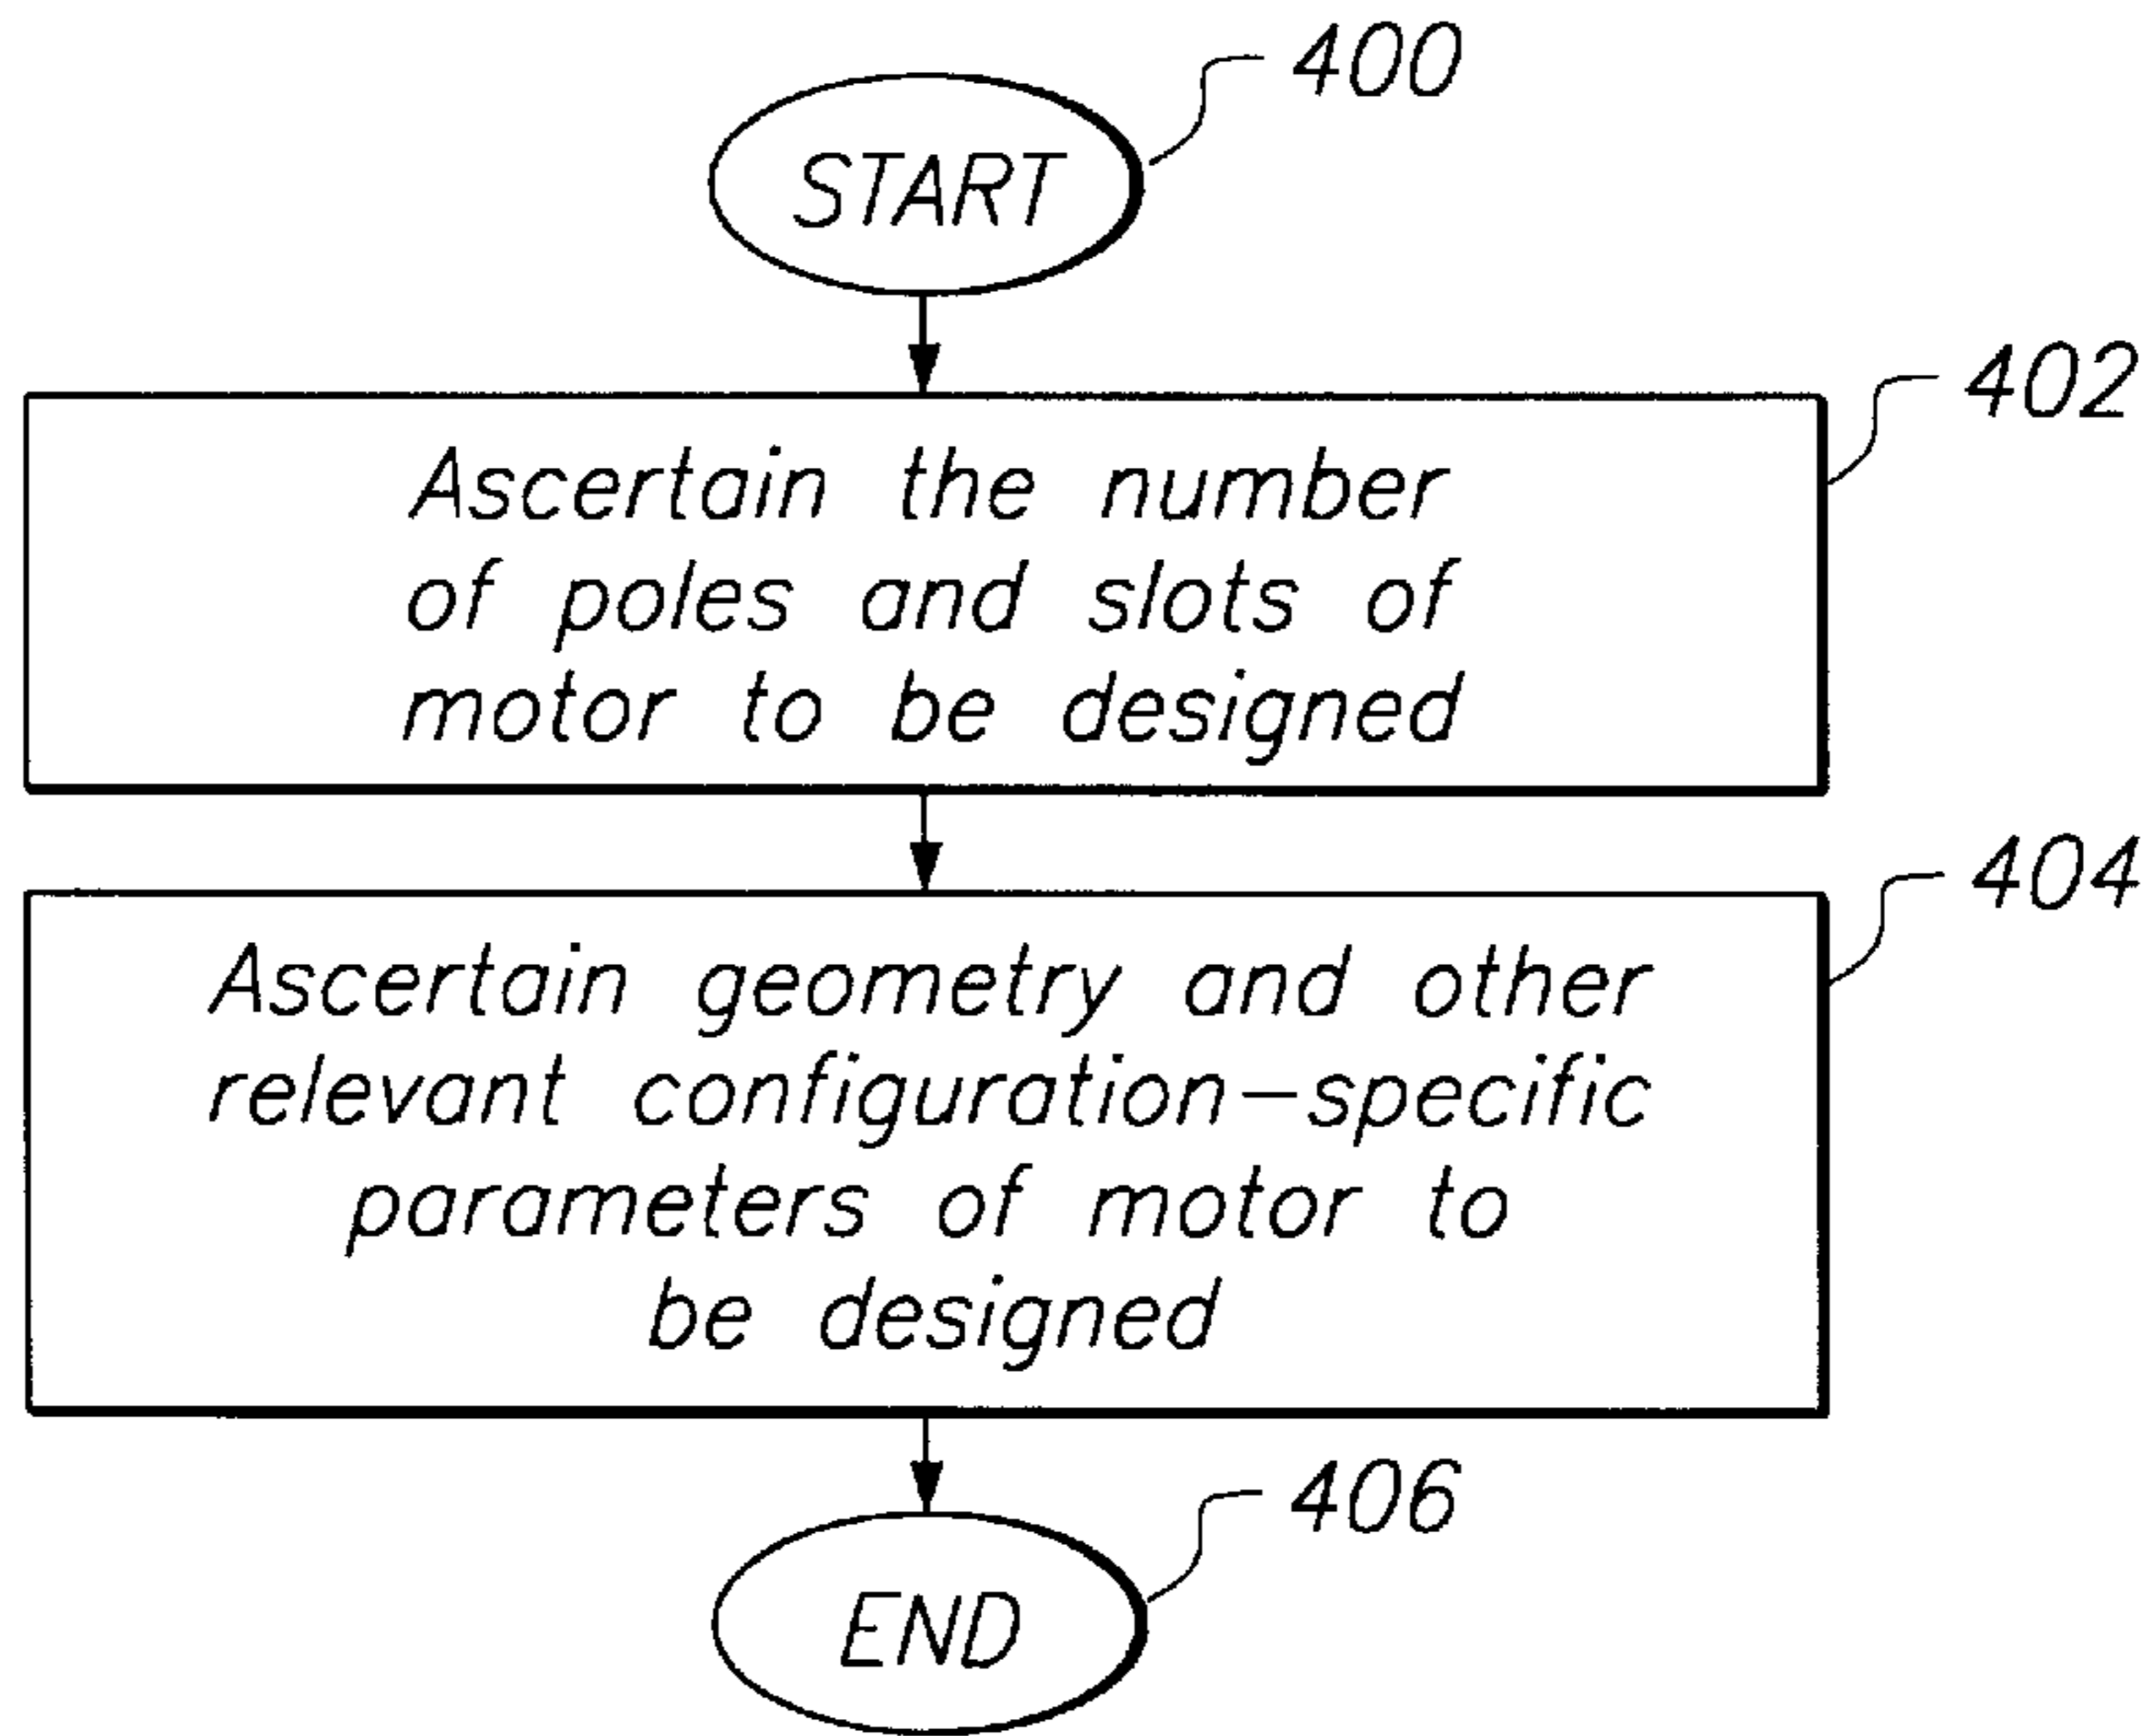 400
START
402
Ascertain the number
of poles and slots of
motor to be designed
404
Ascertain geometry and other
relevant configuration-specific
parameters of motor to
be designed
406
END